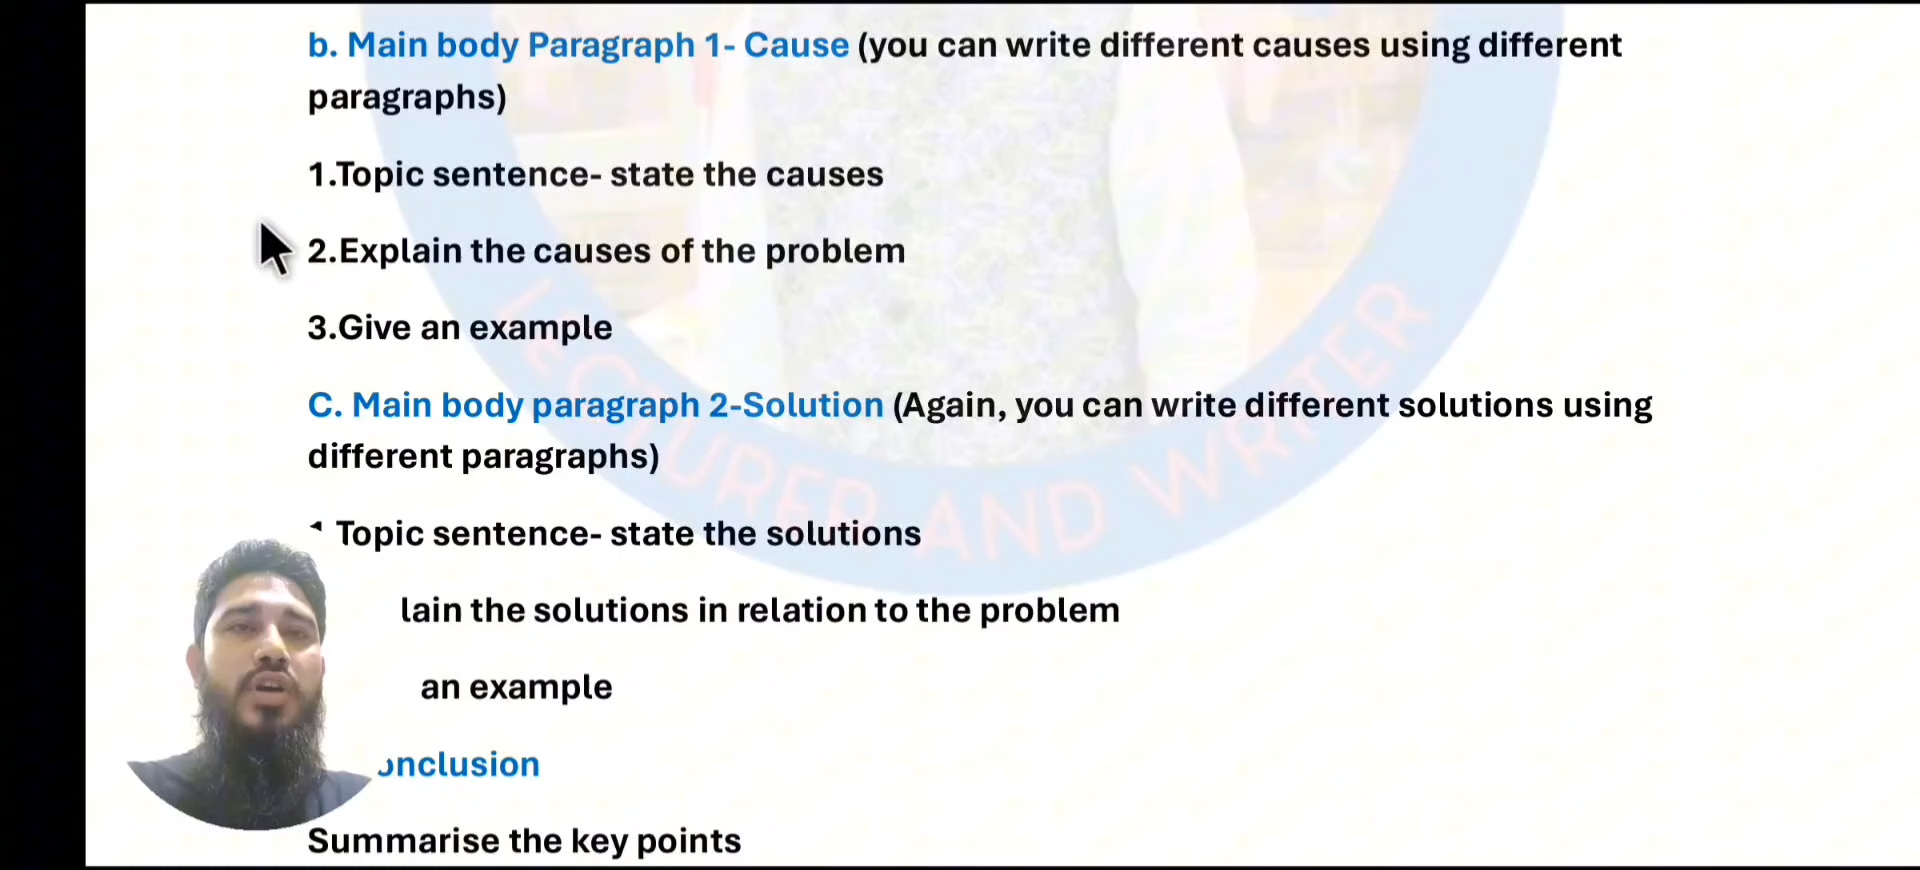 b. Main body Paragraph 1- Cause (you can write different causes using different
paragraphs)
1.Topic sentence- state the causes
2.Explain the causes of the problem
3.Give an example
C. Main body paragraph 2-Solution (Again, you can write different solutions using
different paragraphs)
Topic sentence- state the solutions
lain the solutions in relation to the problem
an example
onclusion
Summarise the key points
LECTURER AND WRITER